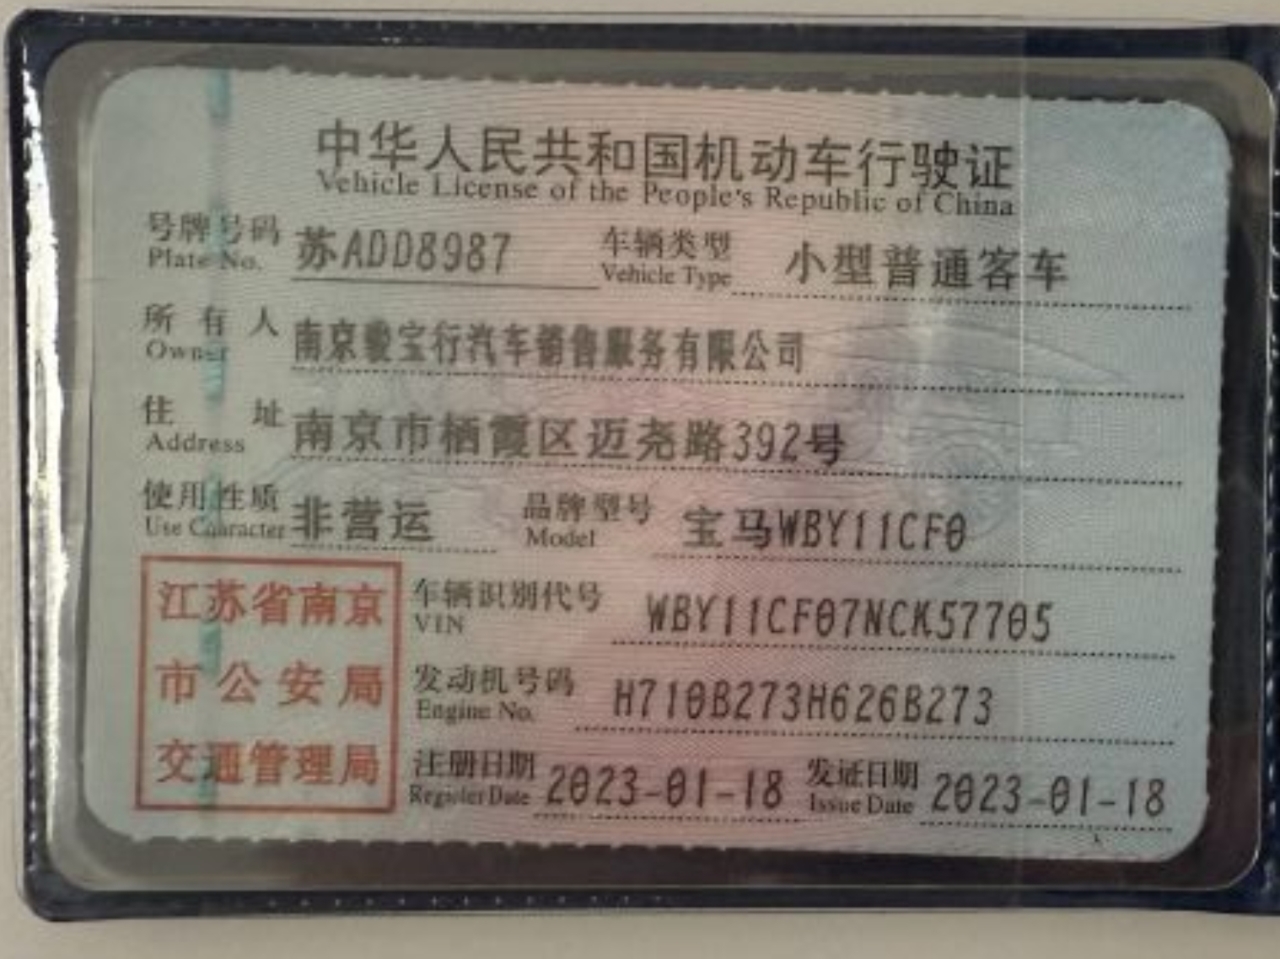 中华人民共和国机动车行驶证
Vehicle License of the People's Republic of China
号牌号码 苏ADD8987 车辆类型 小型普通客车
Plate No. Vehicle Type
所有人 南京骏宝行汽车销售服务有限公司
Owner
住址 南京市栖霞区迈尧路392号
Address
使用性质 非营运 品牌型号 宝马WBY11CF0
Use Character Model
江苏省南京
市公安局
交通管理局
车辆识别代号 WBY11CF07NCK57705
VIN
发动机号码 H710B273H626B273
Engine No.
注册日期 2023-01-18 发证日期 2023-01-18
Register Date Issue Date